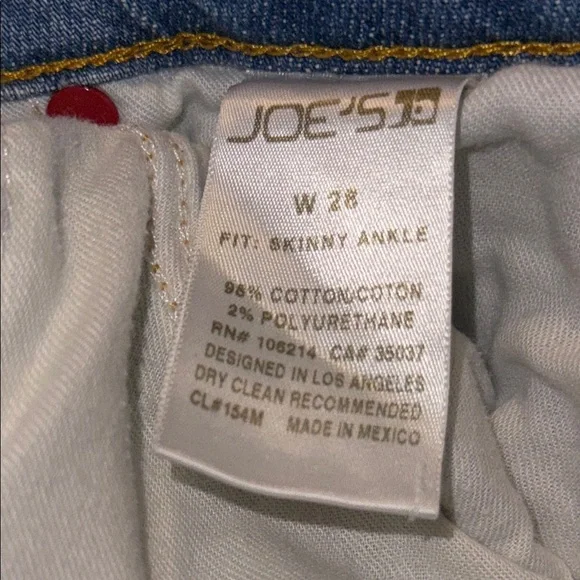 JOE'S
W 28
FIT: SKINNY ANKLE
98% COTTON/COTON
2% POLYURETHANE
RN# 106214 CA# 35037
DESIGNED IN LOS ANGELES
DRY CLEAN RECOMMENDED
CL#154M MADE IN MEXICO